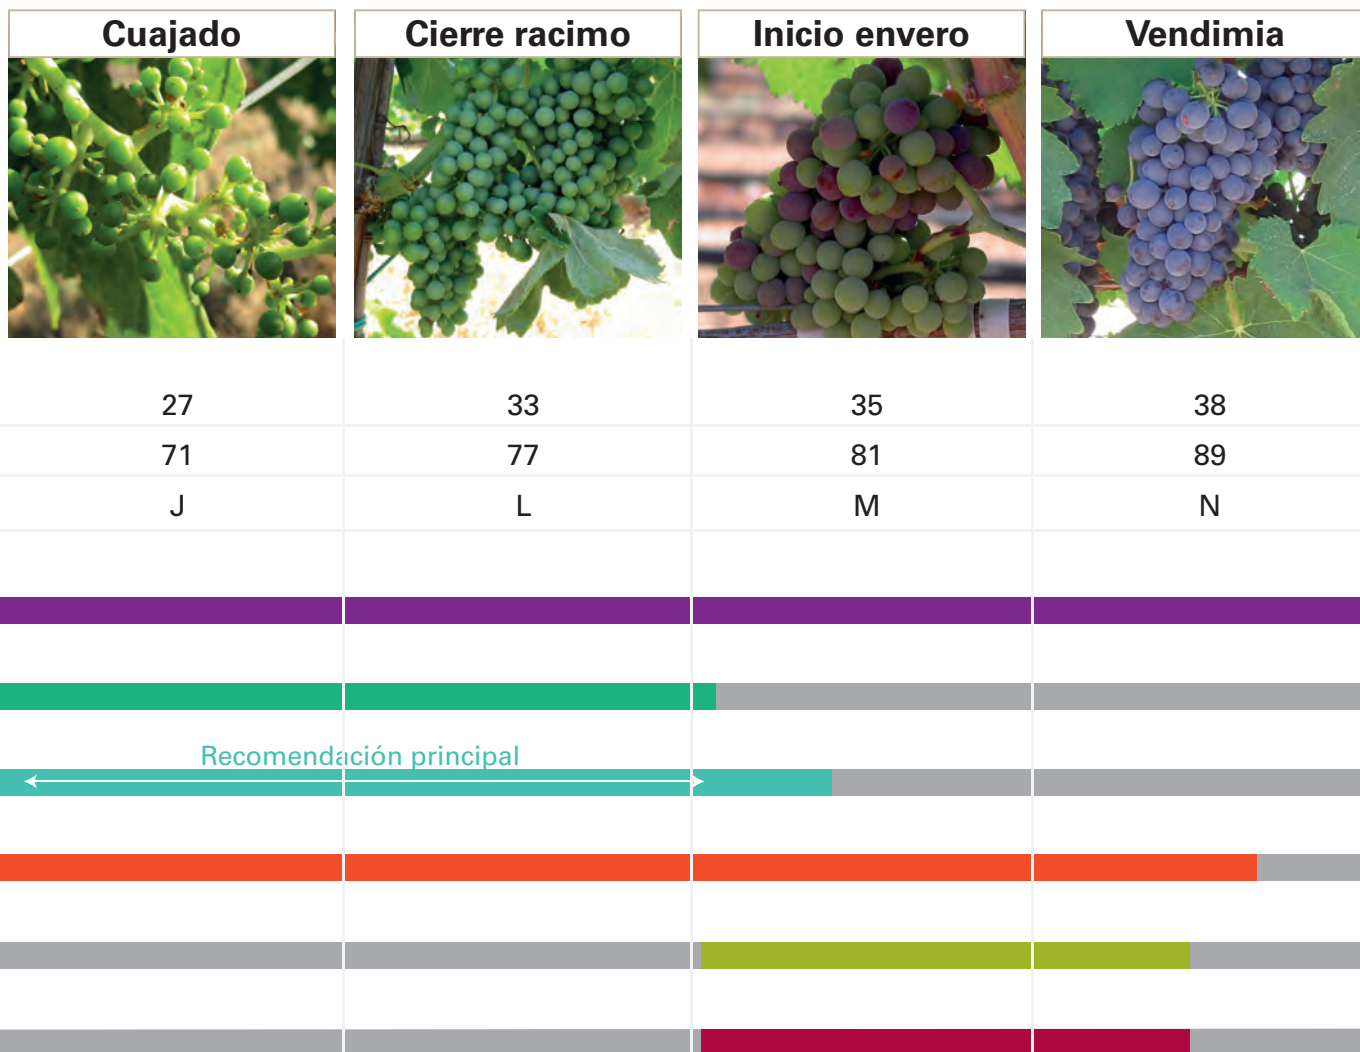 Cuajado Cierre racimo Inicio envero Vendimia
27 33 35 38
71 77 81 89
J L M N
Recomendación principal